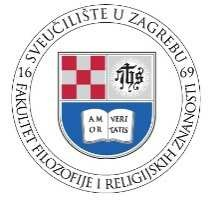 SVEUČILIŠTE U ZAGREBU
16 69
FAKULTET FILOZOFIJE I RELIGIJSKIH ZNANOSTI
IHS
AM VERI
OR TATIS